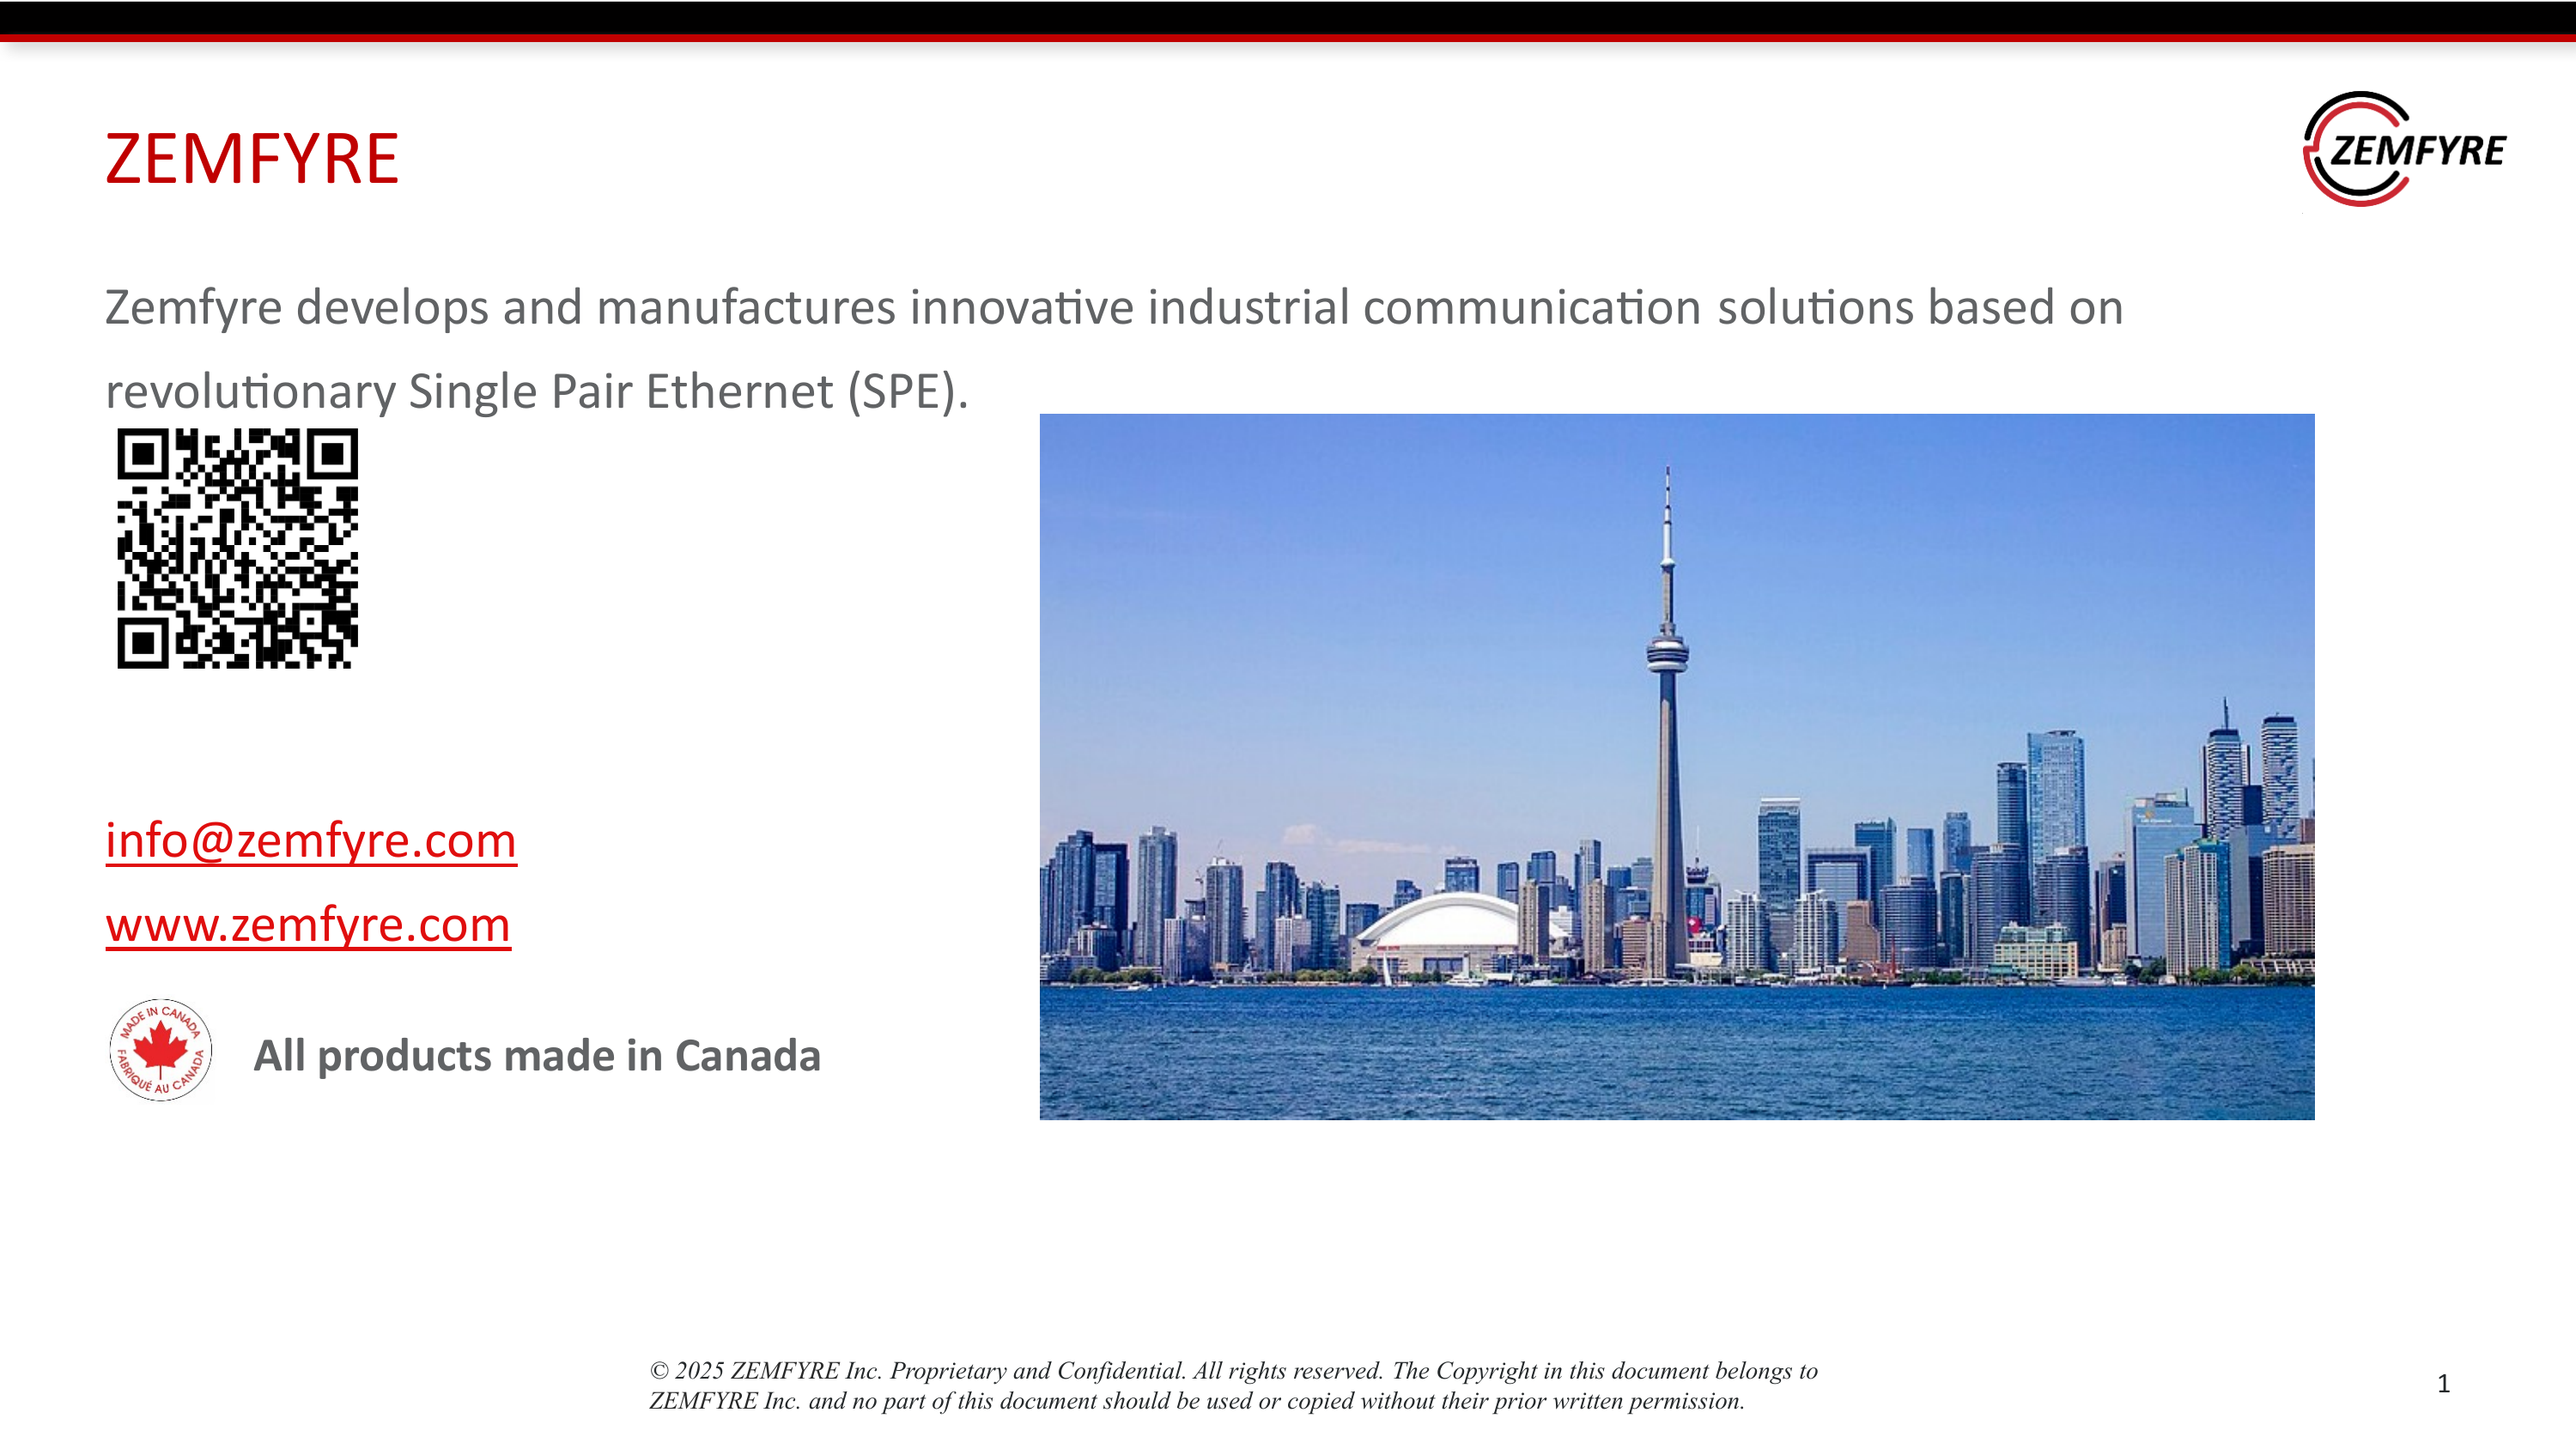 ZEMFYRE
ZEMFYRE
Zemfyre develops and manufactures innovative industrial communication solutions based on
revolutionary Single Pair Ethernet (SPE).
info@zemfyre.com
www.zemfyre.com
MADE IN CANADA
FABRIQUÉ AU CANADA
All products made in Canada
© 2025 ZEMFYRE Inc. Proprietary and Confidential. All rights reserved. The Copyright in this document belongs to
ZEMFYRE Inc. and no part of this document should be used or copied without their prior written permission.
1